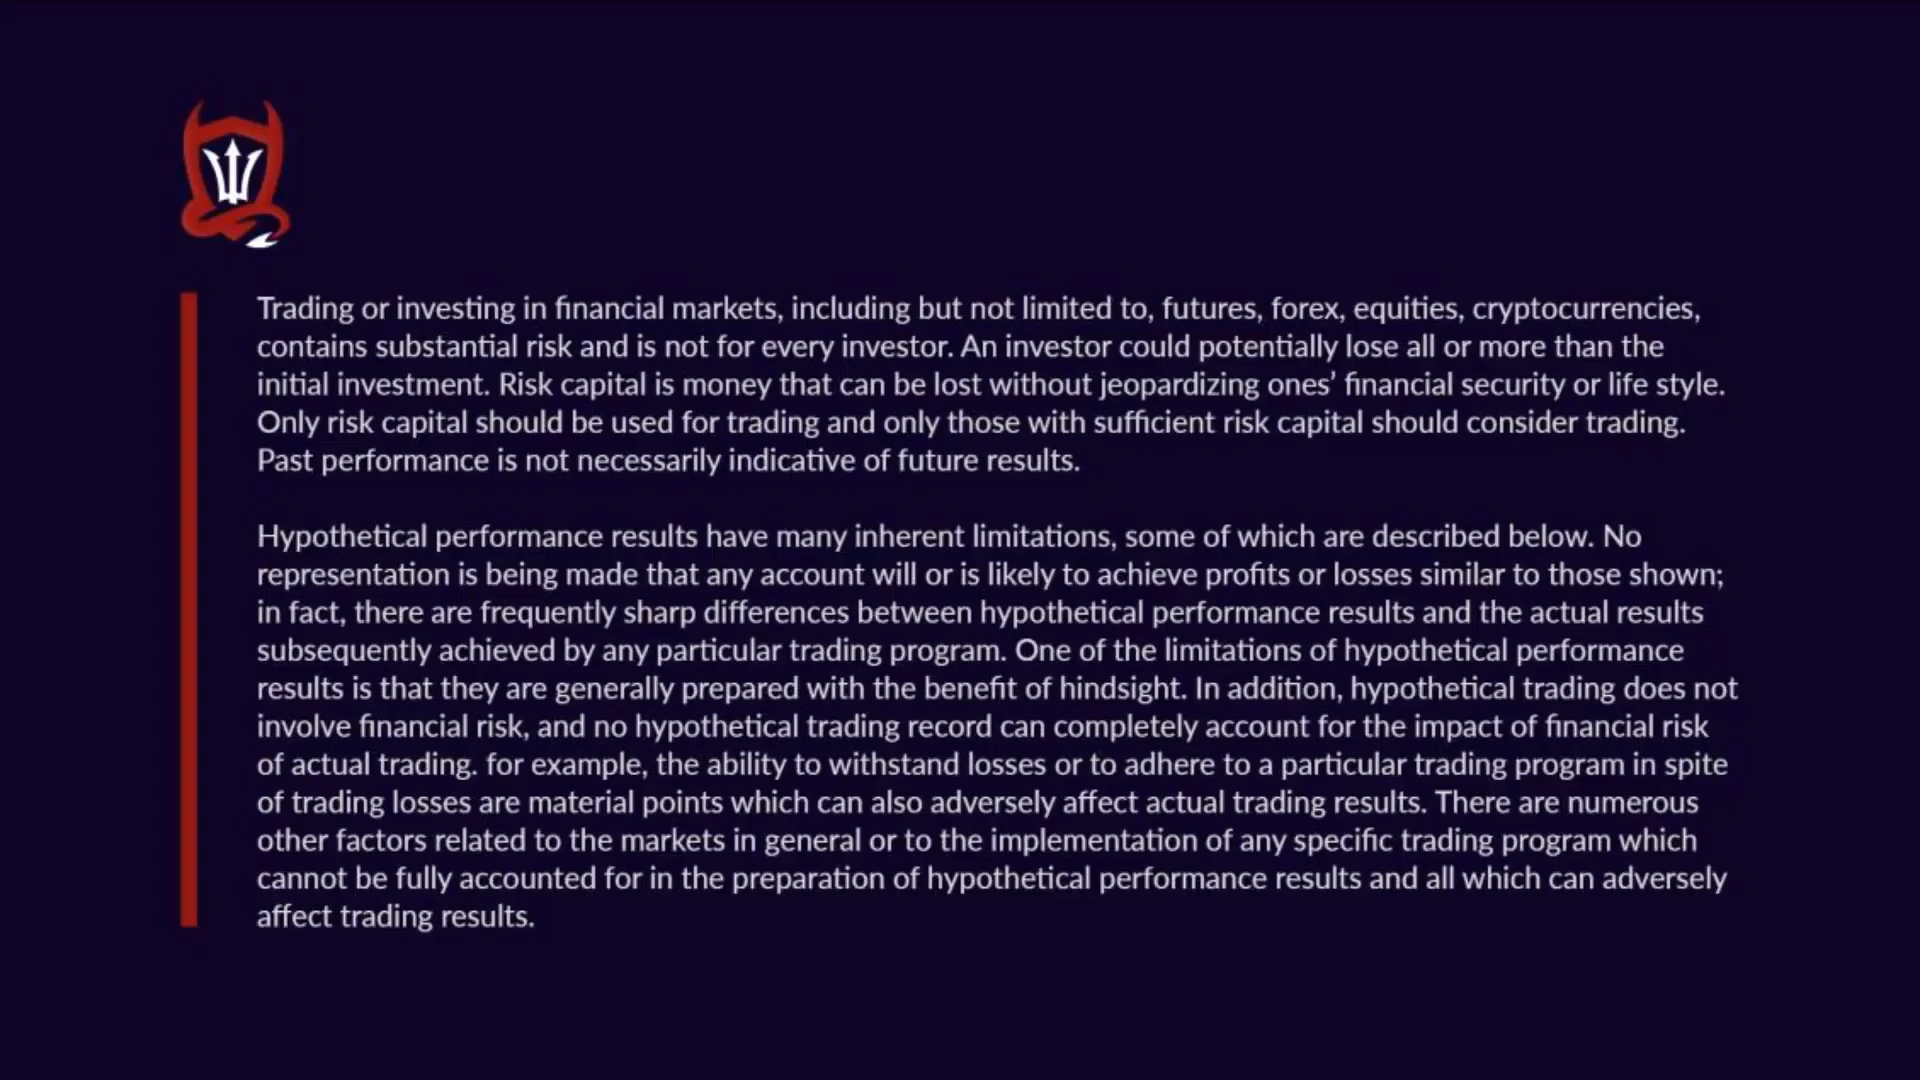 Trading or investing in financial markets, including but not limited to, futures, forex, equities, cryptocurrencies,
contains substantial risk and is not for every investor. An investor could potentially lose all or more than the
initial investment. Risk capital is money that can be lost without jeopardizing ones’ financial security or life style.
Only risk capital should be used for trading and only those with sufficient risk capital should consider trading.
Past performance is not necessarily indicative of future results.
Hypothetical performance results have many inherent limitations, some of which are described below. No
representation is being made that any account will or is likely to achieve profits or losses similar to those shown;
in fact, there are frequently sharp differences between hypothetical performance results and the actual results
subsequently achieved by any particular trading program. One of the limitations of hypothetical performance
results is that they are generally prepared with the benefit of hindsight. In addition, hypothetical trading does not
involve financial risk, and no hypothetical trading record can completely account for the impact of financial risk
of actual trading. for example, the ability to withstand losses or to adhere to a particular trading program in spite
of trading losses are material points which can also adversely affect actual trading results. There are numerous
other factors related to the markets in general or to the implementation of any specific trading program which
cannot be fully accounted for in the preparation of hypothetical performance results and all which can adversely
affect trading results.